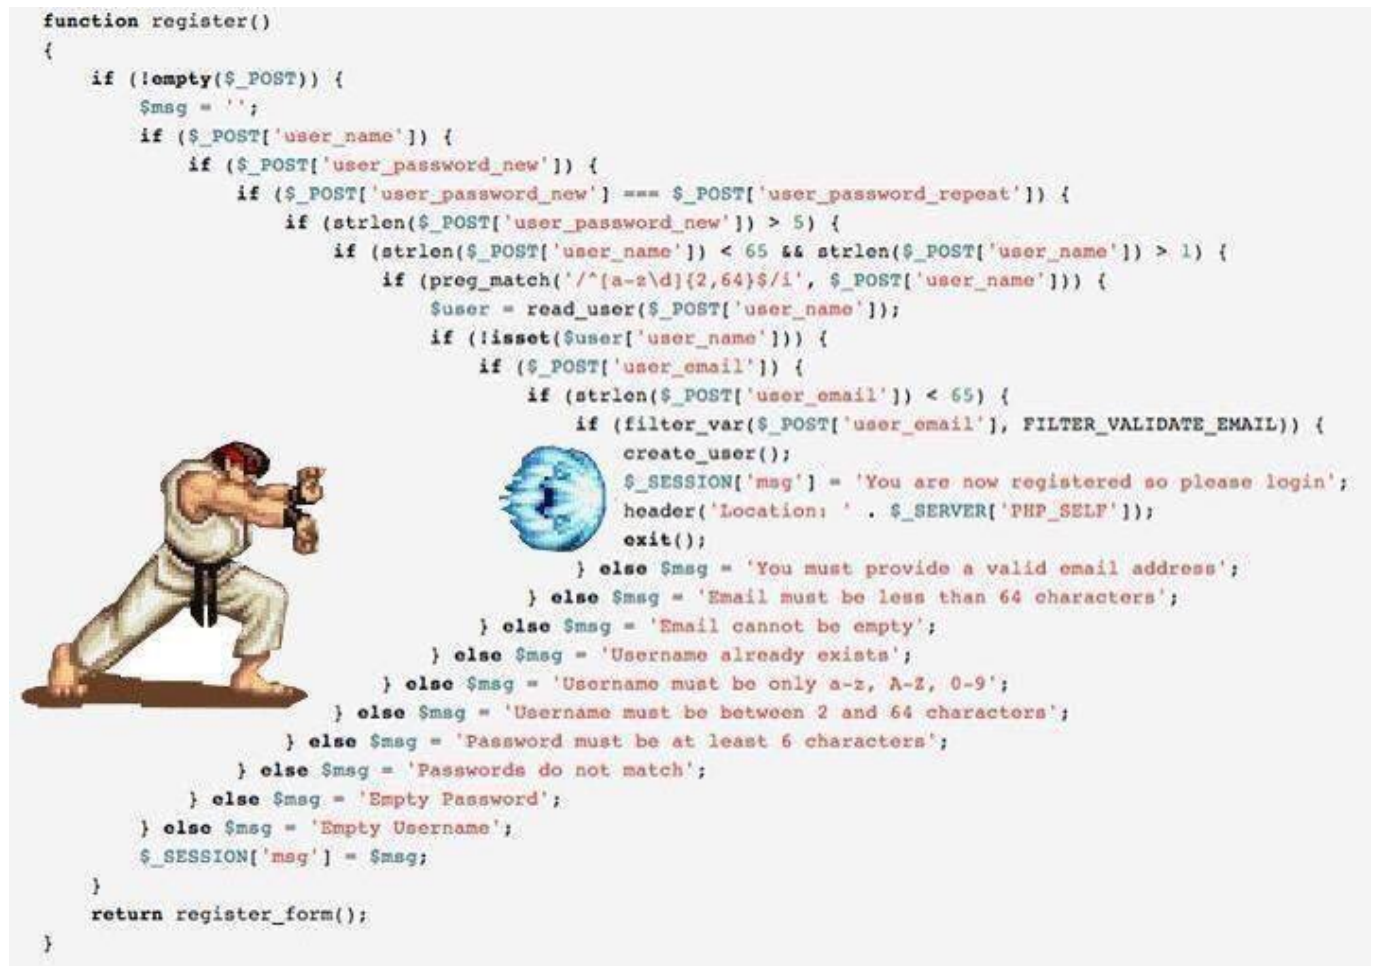 function register()
{
    if (!empty($_POST)) {
        $msg = '';
        if ($_POST['user_name']) {
            if ($_POST['user_password_new']) {
                if ($_POST['user_password_new'] === $_POST['user_password_repeat']) {
                    if (strlen($_POST['user_password_new']) > 5) {
                        if (strlen($_POST['user_name']) < 65 && strlen($_POST['user_name']) > 1) {
                            if (preg_match('/^[a-z\d]{2,64}$/i', $_POST['user_name'])) {
                                $user = read_user($_POST['user_name']);
                                if (!isset($user['user_name'])) {
                                    if ($_POST['user_email']) {
                                        if (strlen($_POST['user_email']) < 65) {
                                            if (filter_var($_POST['user_email'], FILTER_VALIDATE_EMAIL)) {
                                                create_user();
                                                $_SESSION['msg'] = 'You are now registered so please login';
                                                header('Location: ' . $_SERVER['PHP_SELF']);
                                                exit();
                                            } else $msg = 'You must provide a valid email address';
                                        } else $msg = 'Email must be less than 64 characters';
                                    } else $msg = 'Email cannot be empty';
                                } else $msg = 'Username already exists';
                            } else $msg = 'Username must be only a-z, A-Z, 0-9';
                        } else $msg = 'Username must be between 2 and 64 characters';
                    } else $msg = 'Password must be at least 6 characters';
                } else $msg = 'Passwords do not match';
            } else $msg = 'Empty Password';
        } else $msg = 'Empty Username';
        $_SESSION['msg'] = $msg;
    }
    return register_form();
}